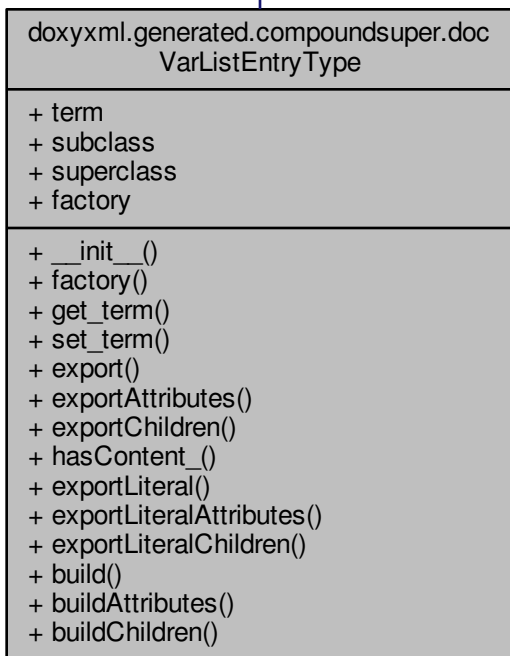 doxyxml.generated.compoundsuper.doc
VarListEntryType
+ term
+ subclass
+ superclass
+ factory
+ __init__()
+ factory()
+ get_term()
+ set_term()
+ export()
+ exportAttributes()
+ exportChildren()
+ hasContent_()
+ exportLiteral()
+ exportLiteralAttributes()
+ exportLiteralChildren()
+ build()
+ buildAttributes()
+ buildChildren()